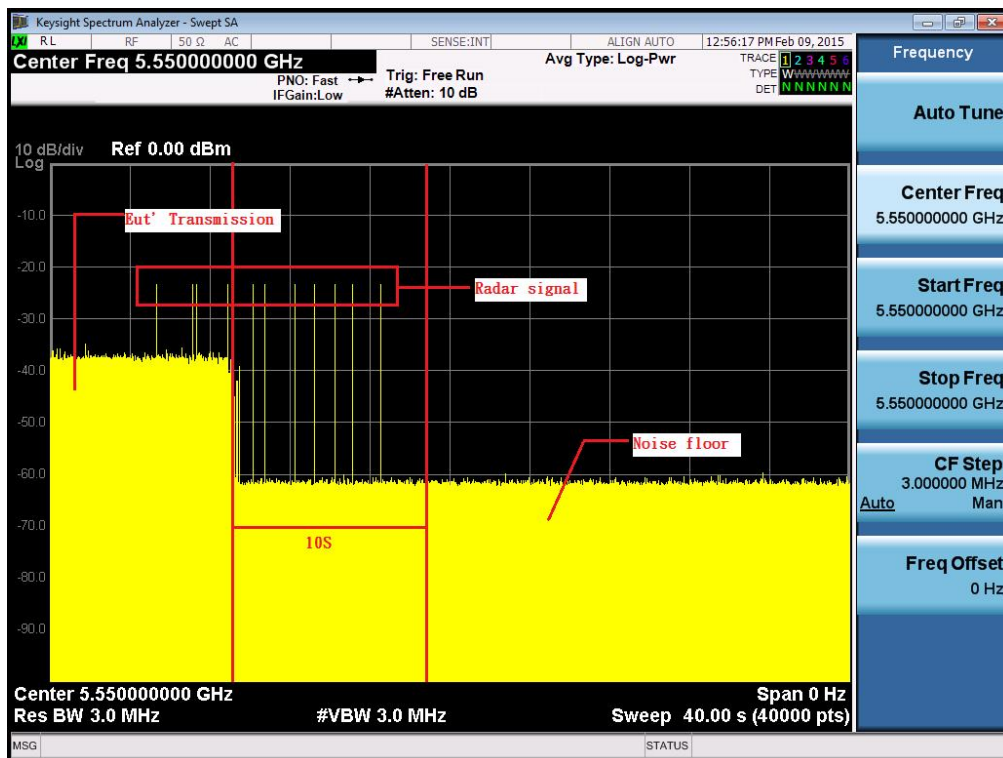 Keysight Spectrum Analyzer - Swept SA
LXI RL RF 50 Ω AC SENSE:INT ALIGN AUTO 12:56:17 PM Feb 09, 2015
Center Freq 5.550000000 GHz
PNO: Fast
IFGain:Low
Trig: Free Run
#Atten: 10 dB
Avg Type: Log-Pwr
TRACE 1 2 3 4 5 6
TYPE WWWWWW
DET N N N N N N
10 dB/div Ref 0.00 dBm
Log
-10.0
-20.0
-30.0
-40.0
-50.0
-60.0
-70.0
-80.0
-90.0
Eut' Transmission
Radar signal
Noise floor
10S
Center 5.550000000 GHz Span 0 Hz
Res BW 3.0 MHz #VBW 3.0 MHz Sweep 40.00 s (40000 pts)
MSG STATUS
Frequency
Auto Tune
Center Freq
5.550000000 GHz
Start Freq
5.550000000 GHz
Stop Freq
5.550000000 GHz
CF Step
3.000000 MHz
Auto Man
Freq Offset
0 Hz